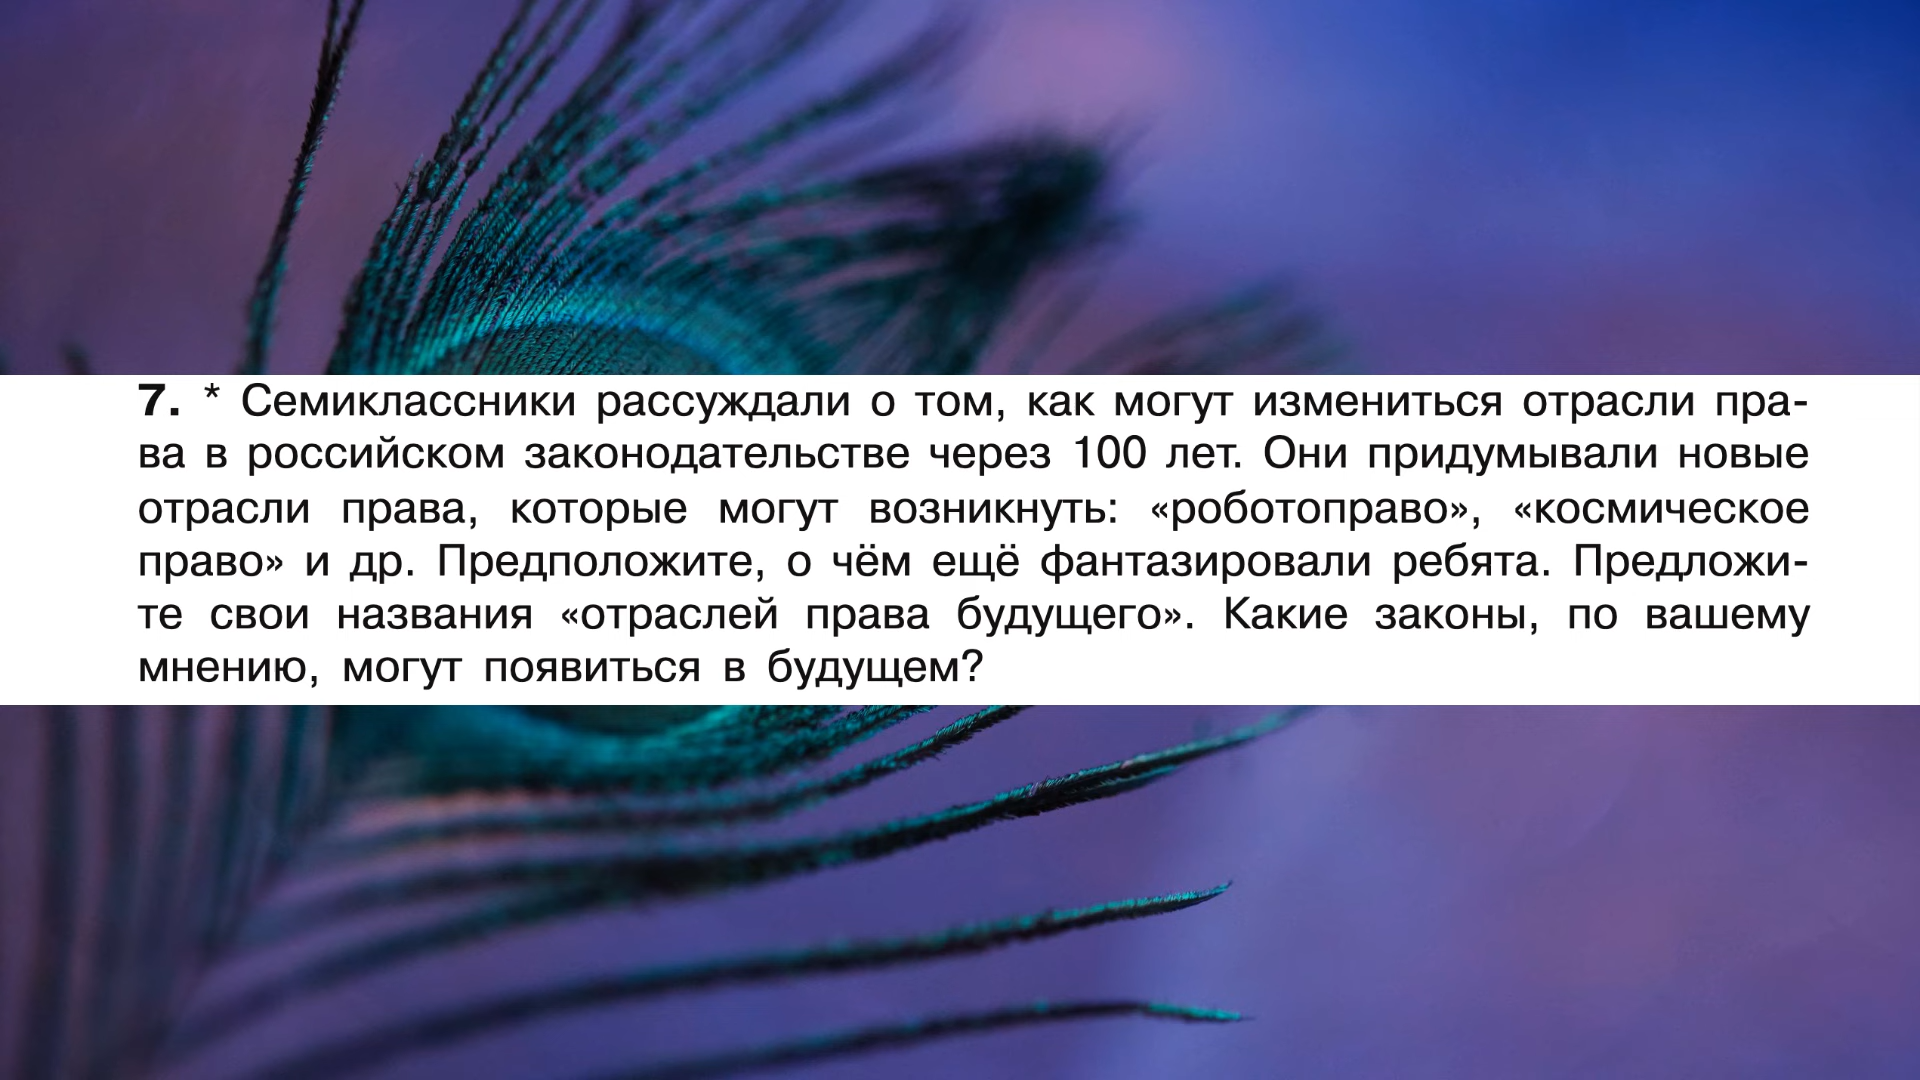 7. * Семиклассники рассуждали о том, как могут измениться отрасли пра-
ва в российском законодательстве через 100 лет. Они придумывали новые
отрасли права, которые могут возникнуть: «роботоправо», «космическое
право» и др. Предположите, о чём ещё фантазировали ребята. Предложи-
те свои названия «отраслей права будущего». Какие законы, по вашему
мнению, могут появиться в будущем?